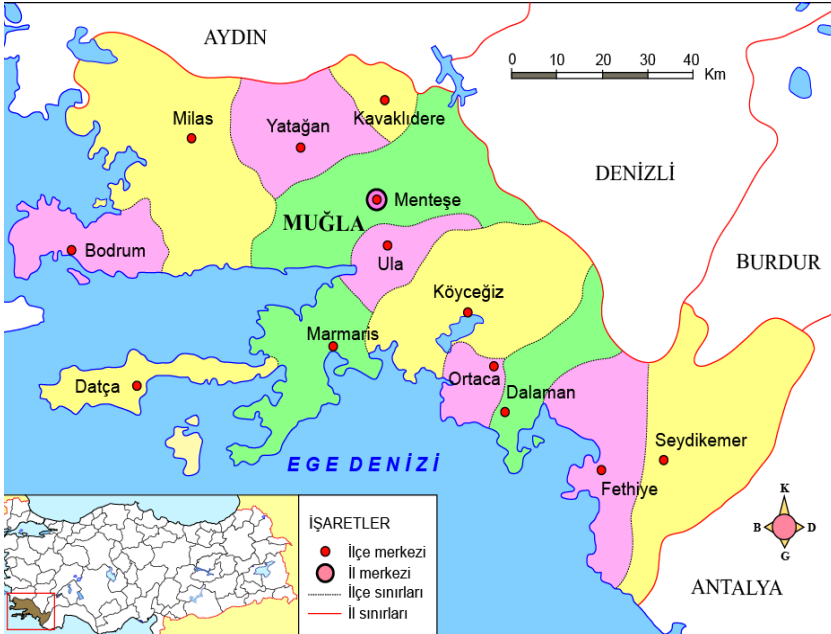 AYDIN
0 10 20 30 40
Km
Milas
Yatağan
Kavaklıdere
DENİZLİ
Menteşe
MUĞLA
Bodrum
Ula
BURDUR
Köyceğiz
Marmaris
Datça
Ortaca
Dalaman
EGE DENİZİ
Seydikemer
Fethiye
K
B D
G
ANTALYA
İŞARETLER
İlçe merkezi
İl merkezi
İlçe sınırları
İl sınırları